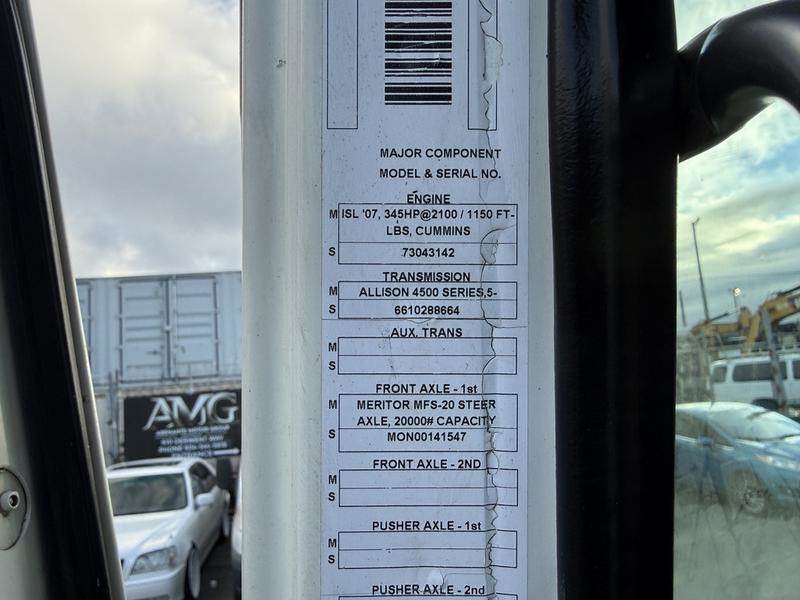 MAJOR COMPONENT
MODEL & SERIAL NO.
ENGINE
M ISL '07, 345HP@2100 / 1150 FT-
LBS, CUMMINS
S 73043142
TRANSMISSION
M ALLISON 4500 SERIES,5-
S 6610288664
AUX. TRANS
M
S
FRONT AXLE - 1st
M MERITOR MFS-20 STEER
AXLE, 20000# CAPACITY
S MON00141547
FRONT AXLE - 2ND
M
S
PUSHER AXLE - 1st
M
S
PUSHER AXLE - 2nd
AMG